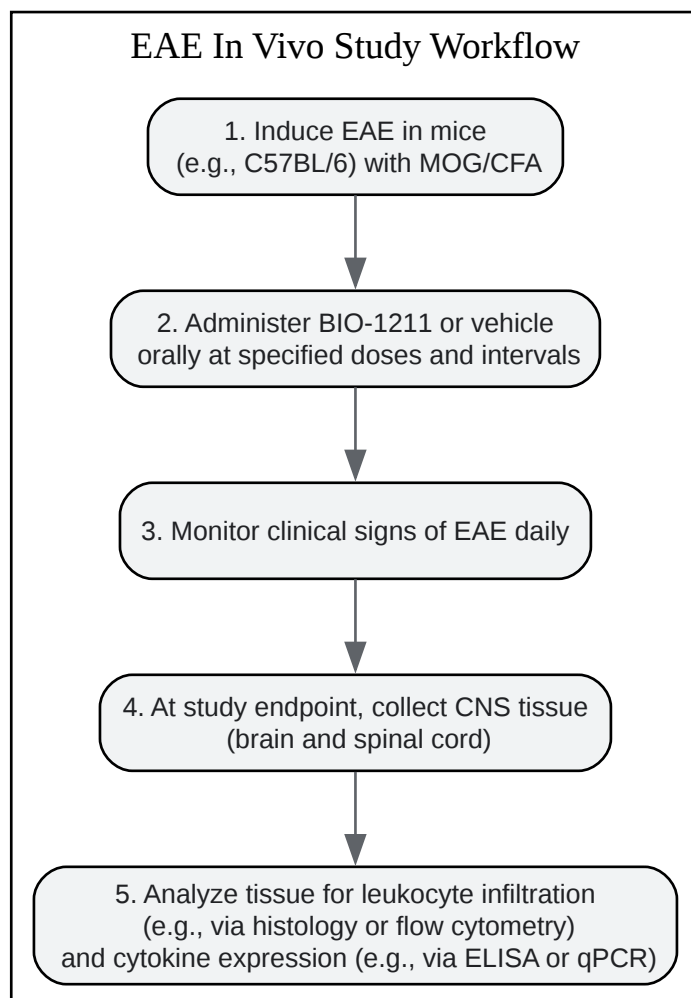 EAE In Vivo Study Workflow
1. Induce EAE in mice
(e.g., C57BL/6) with MOG/CFA
2. Administer BIO-1211 or vehicle
orally at specified doses and intervals
3. Monitor clinical signs of EAE daily
4. At study endpoint, collect CNS tissue
(brain and spinal cord)
5. Analyze tissue for leukocyte infiltration
(e.g., via histology or flow cytometry)
and cytokine expression (e.g., via ELISA or qPCR)